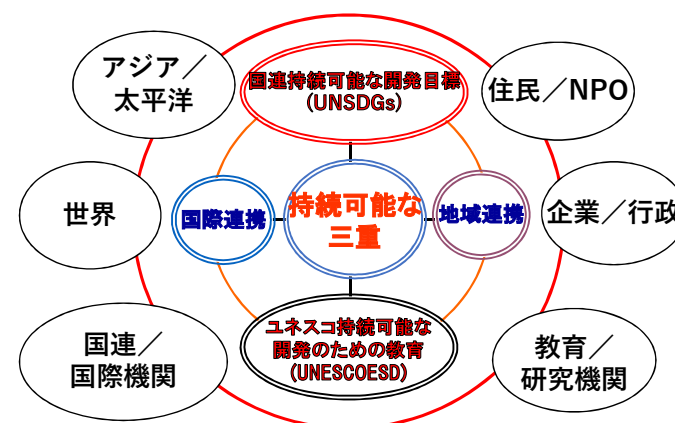 アジア／
太平洋
国連持続可能な開発目標
(UNSDGs)
住民／NPO
世界
国際連携
持続可能な
三重
地域連携
企業／行政
国連／
国際機関
ユネスコ持続可能な
開発のための教育
(UNESCOESD)
教育／
研究機関